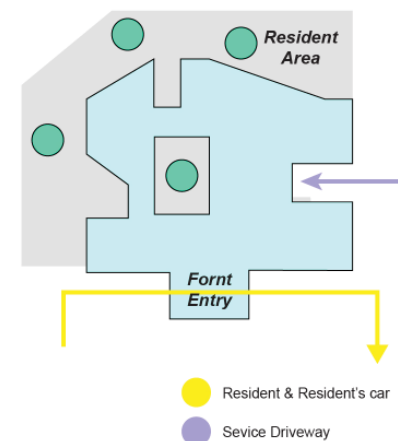 Resident
Area
Fornt
Entry
Resident & Resident's car
Sevice Driveway